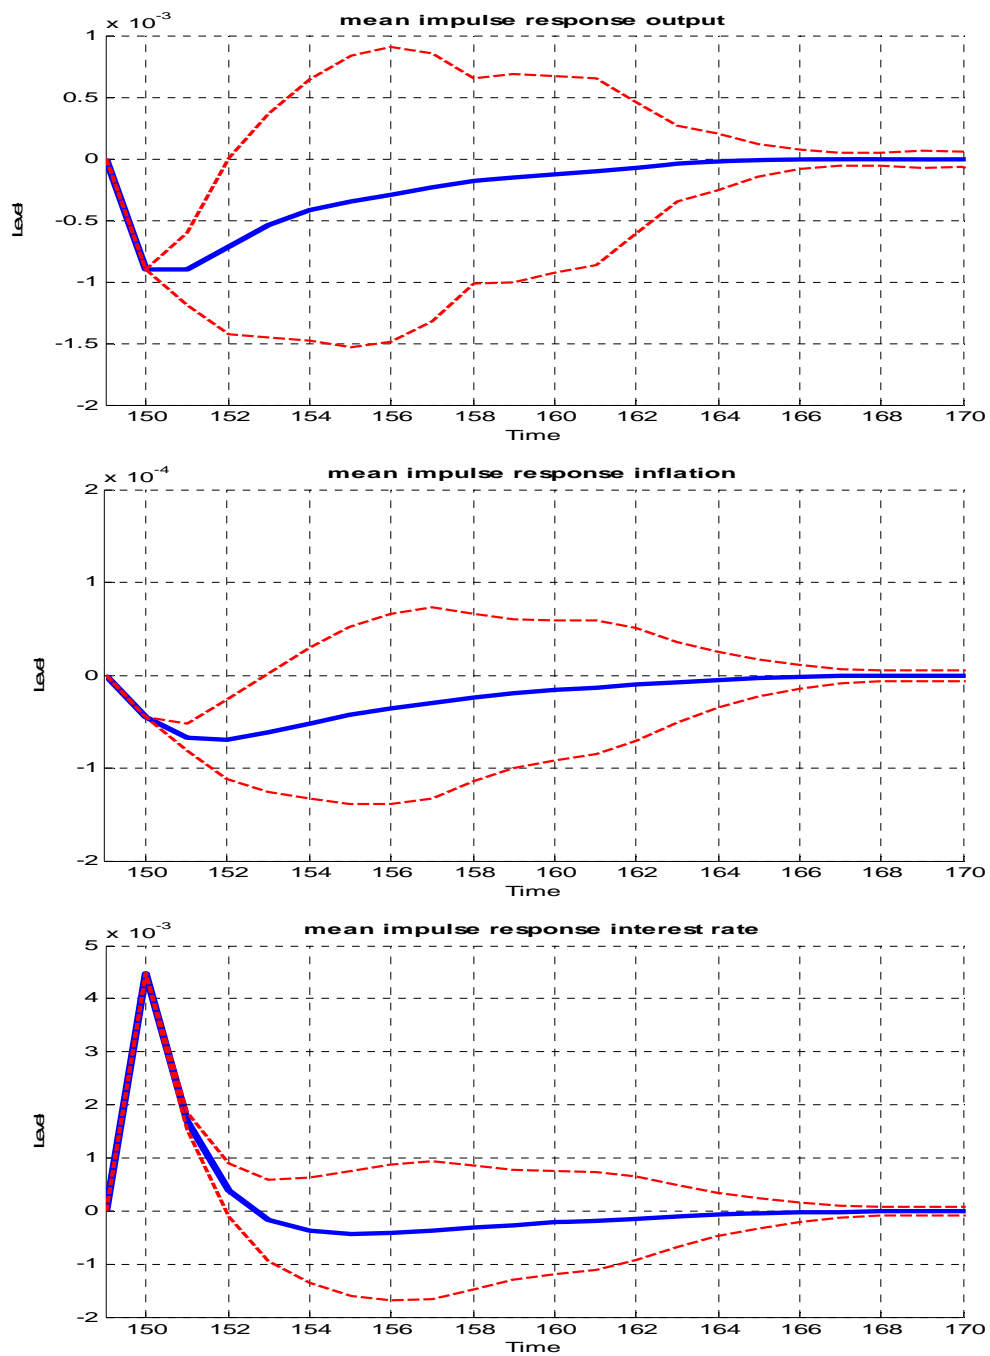 mean impulse response output
x 10^-3
1
0.5
0
-0.5
-1
-1.5
-2
Level
150 152 154 156 158 160 162 164 166 168 170
Time
mean impulse response inflation
x 10^-4
2
1
0
-1
-2
Level
150 152 154 156 158 160 162 164 166 168 170
Time
mean impulse response interest rate
x 10^-3
5
4
3
2
1
0
-1
-2
Level
150 152 154 156 158 160 162 164 166 168 170
Time